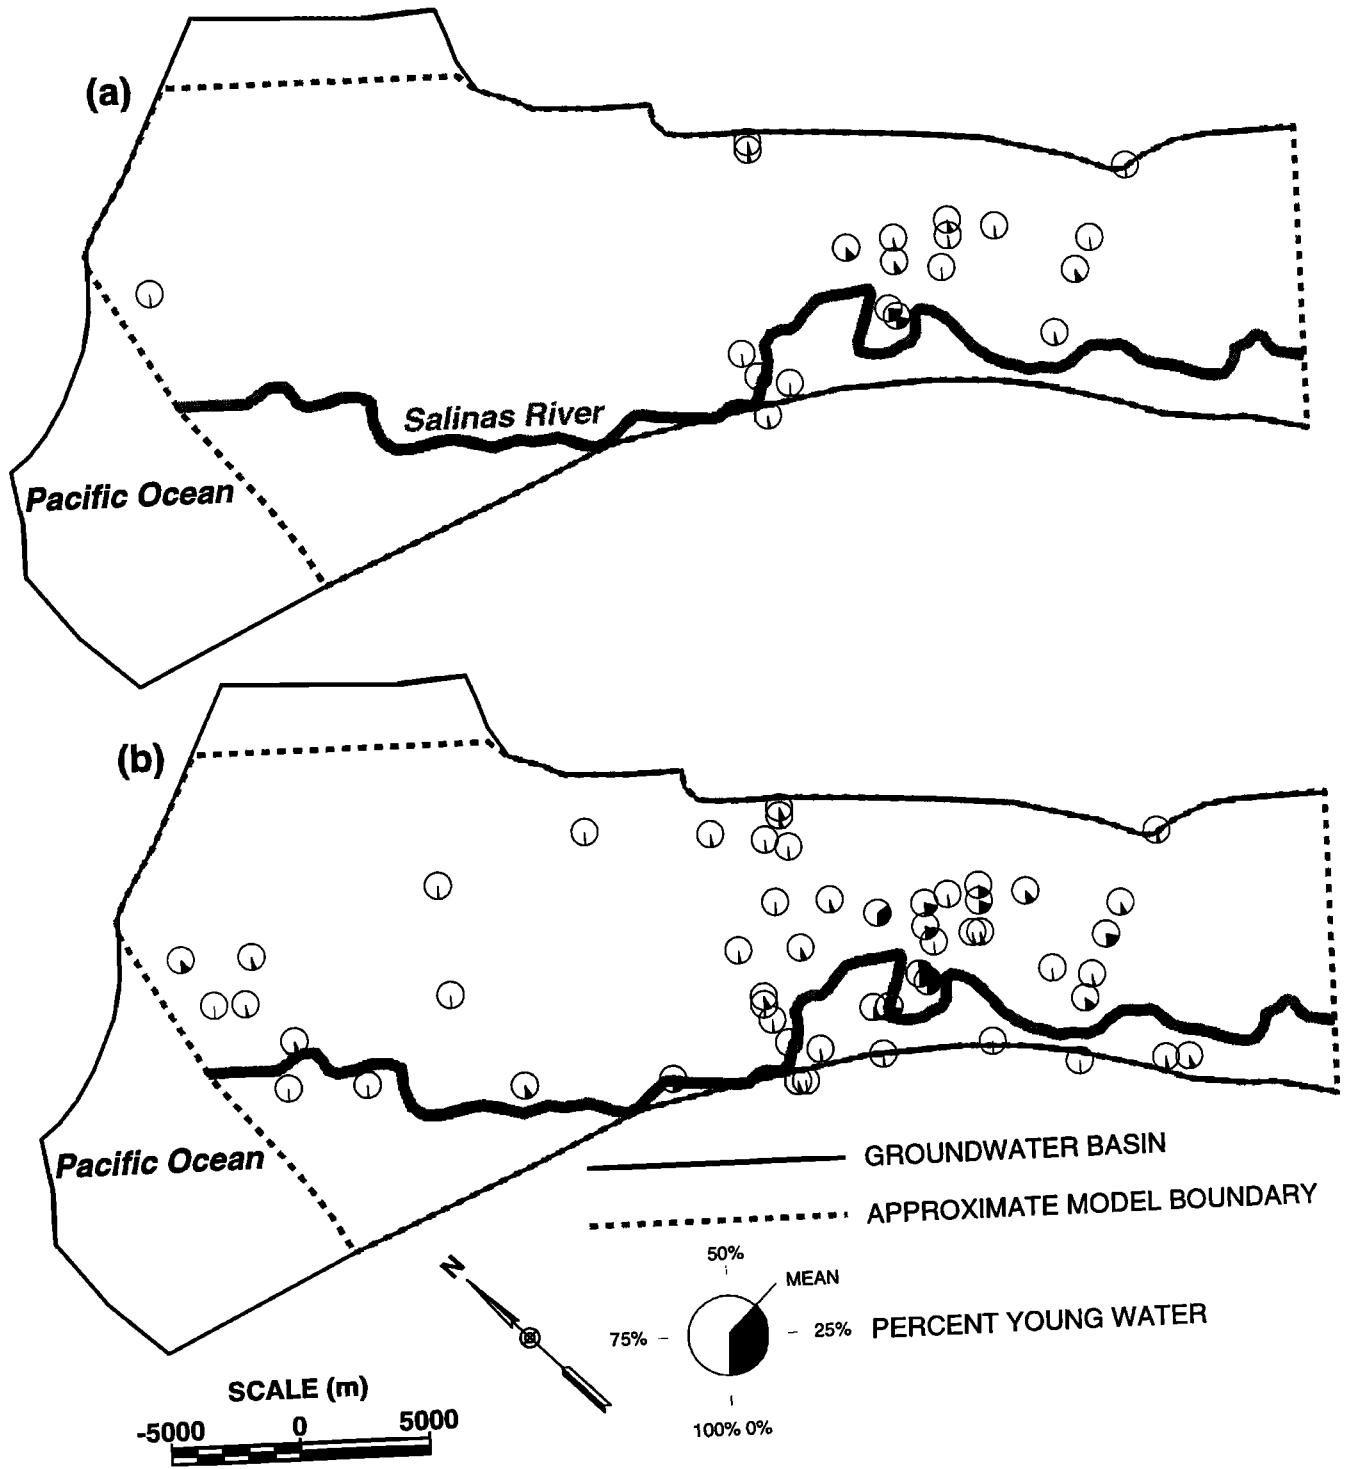 (a)
Salinas River
Pacific Ocean
(b)
Pacific Ocean
GROUNDWATER BASIN
APPROXIMATE MODEL BOUNDARY
50%
MEAN
75% 25% PERCENT YOUNG WATER
100% 0%
N
SCALE (m)
-5000 0 5000